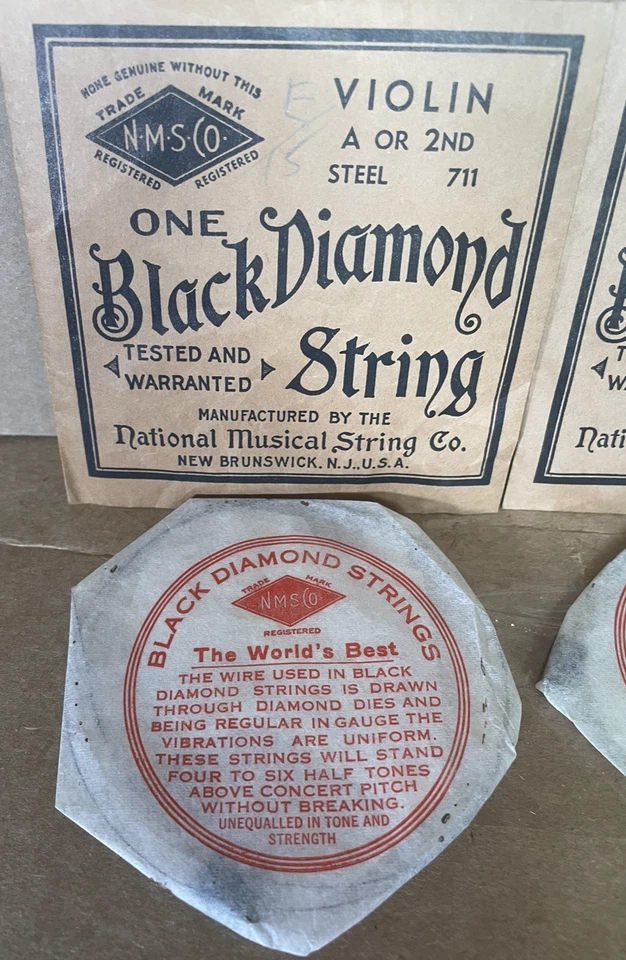 NONE GENUINE WITHOUT THIS
TRADE MARK
N·M·S·CO·
REGISTERED REGISTERED
E
VIOLIN
A OR 2ND
STEEL 711
ONE
Black Diamond
String
TESTED AND
WARRANTED
MANUFACTURED BY THE
National Musical String Co.
NEW BRUNSWICK, N.J., U.S.A.
Nati
BLACK DIAMOND STRINGS
TRADE MARK
NMSCO
REGISTERED
The World's Best
THE WIRE USED IN BLACK
DIAMOND STRINGS IS DRAWN
THROUGH DIAMOND DIES AND
BEING REGULAR IN GAUGE THE
VIBRATIONS ARE UNIFORM.
THESE STRINGS WILL STAND
FOUR TO SIX HALF TONES
ABOVE CONCERT PITCH
WITHOUT BREAKING.
UNEQUALLED IN TONE AND
STRENGTH